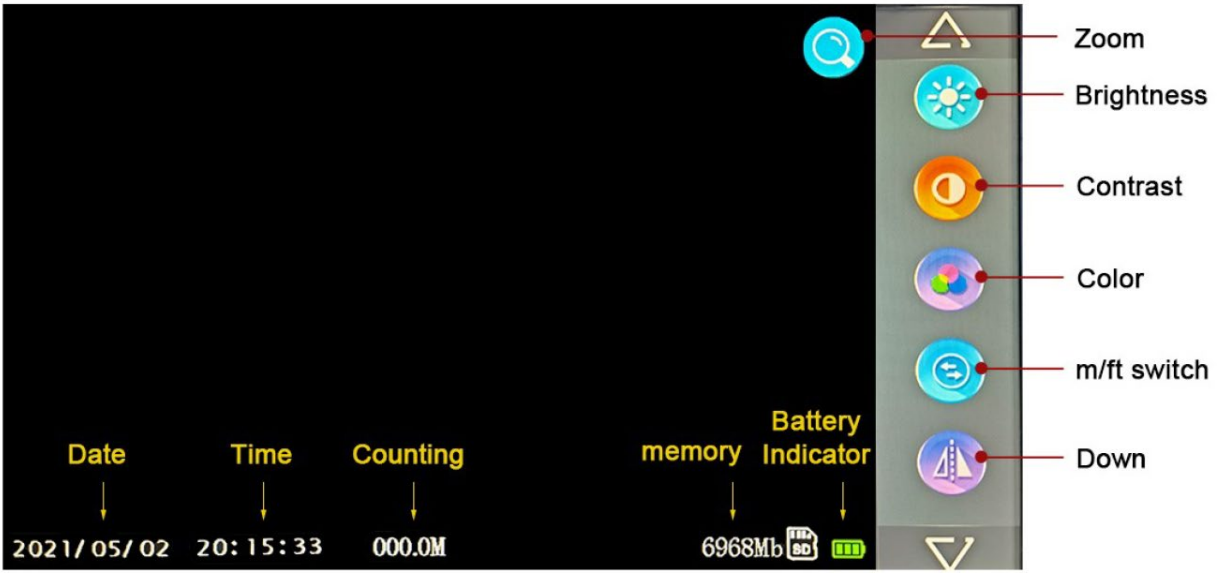 Zoom
Brightness
Contrast
Color
m/ft switch
Down
Date
Time
Counting
memory
Battery
Indicator
2021/05/02
20:15:33
000.0M
6968Mb
SD